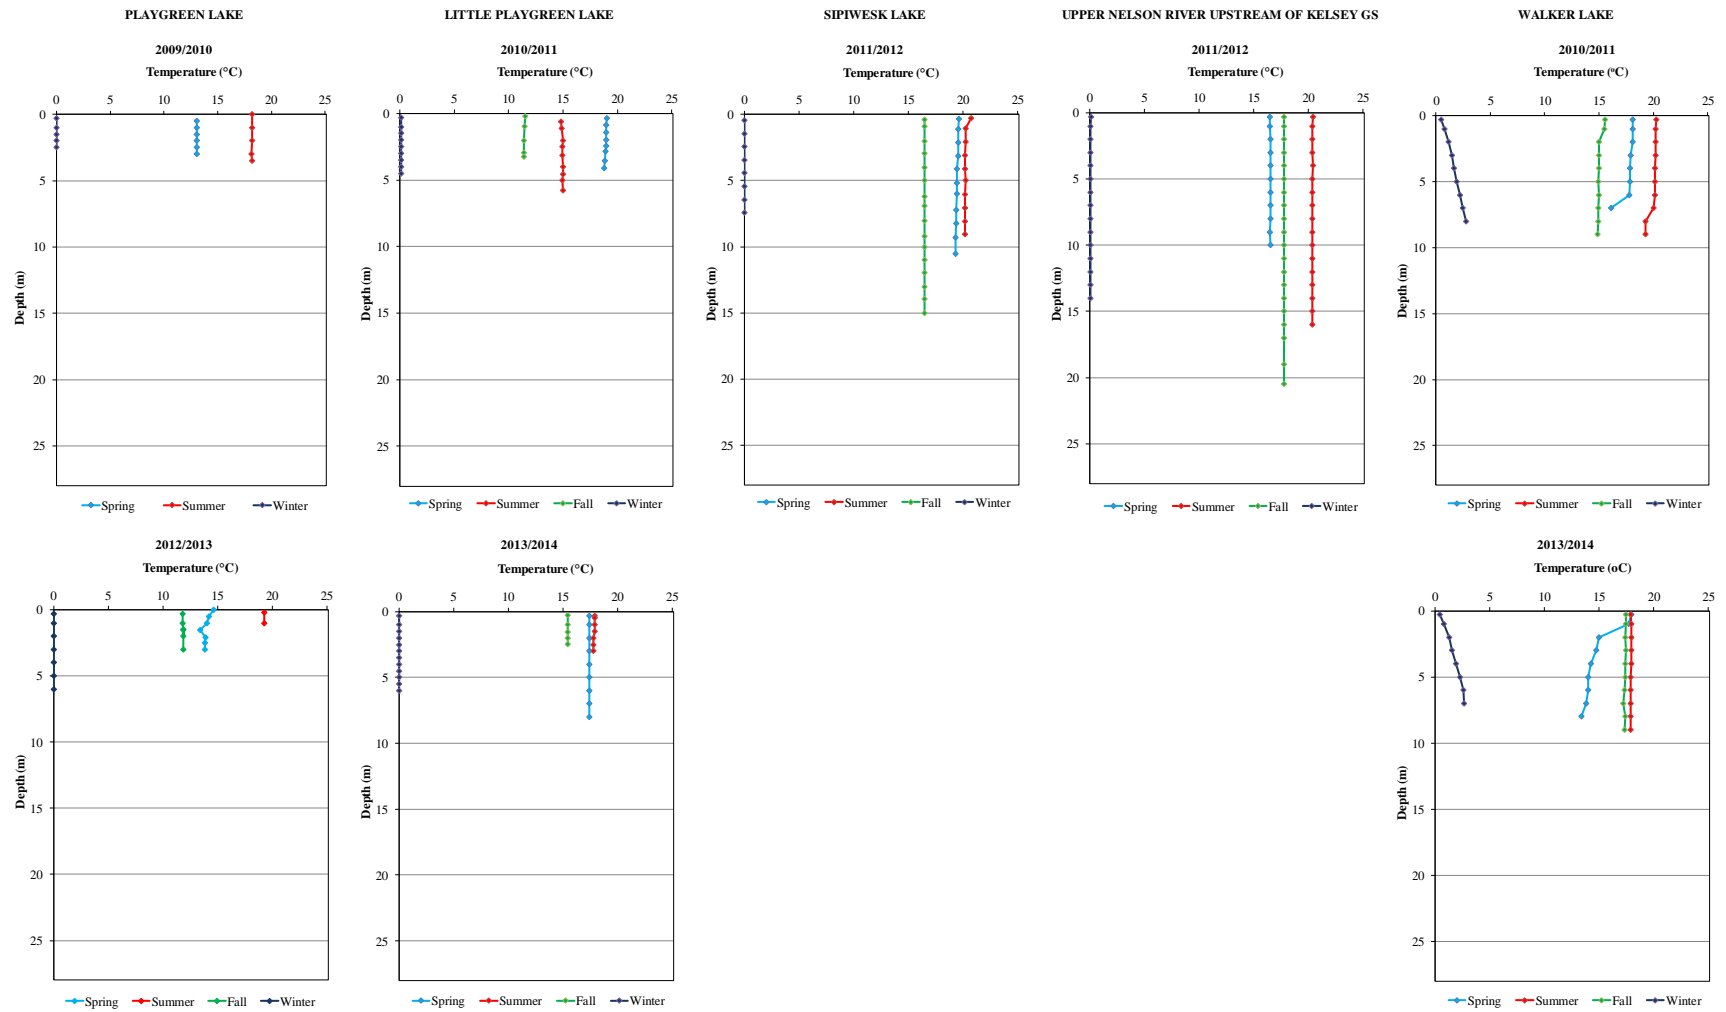 PLAYGREEN LAKE
2009/2010
Temperature (°C)
0 5 10 15 20 25
0
5
10
15
20
25
Depth (m)
Spring Summer Winter
LITTLE PLAYGREEN LAKE
2010/2011
Temperature (°C)
0 5 10 15 20 25
0
5
10
15
20
25
Depth (m)
Spring Summer Fall Winter
SIPIWESK LAKE
2011/2012
Temperature (°C)
0 5 10 15 20 25
0
5
10
15
20
25
Depth (m)
Spring Summer Fall Winter
UPPER NELSON RIVER UPSTREAM OF KELSEY GS
2011/2012
Temperature (°C)
0 5 10 15 20 25
0
5
10
15
20
25
Depth (m)
Spring Summer Fall Winter
WALKER LAKE
2010/2011
Temperature (°C)
0 5 10 15 20 25
0
5
10
15
20
25
Depth (m)
Spring Summer Fall Winter
2012/2013
Temperature (°C)
0 5 10 15 20 25
0
5
10
15
20
25
Depth (m)
Spring Summer Fall Winter
2013/2014
Temperature (°C)
0 5 10 15 20 25
0
5
10
15
20
25
Depth (m)
Spring Summer Fall Winter
2013/2014
Temperature (oC)
0 5 10 15 20 25
0
5
10
15
20
25
Depth (m)
Spring Summer Fall Winter